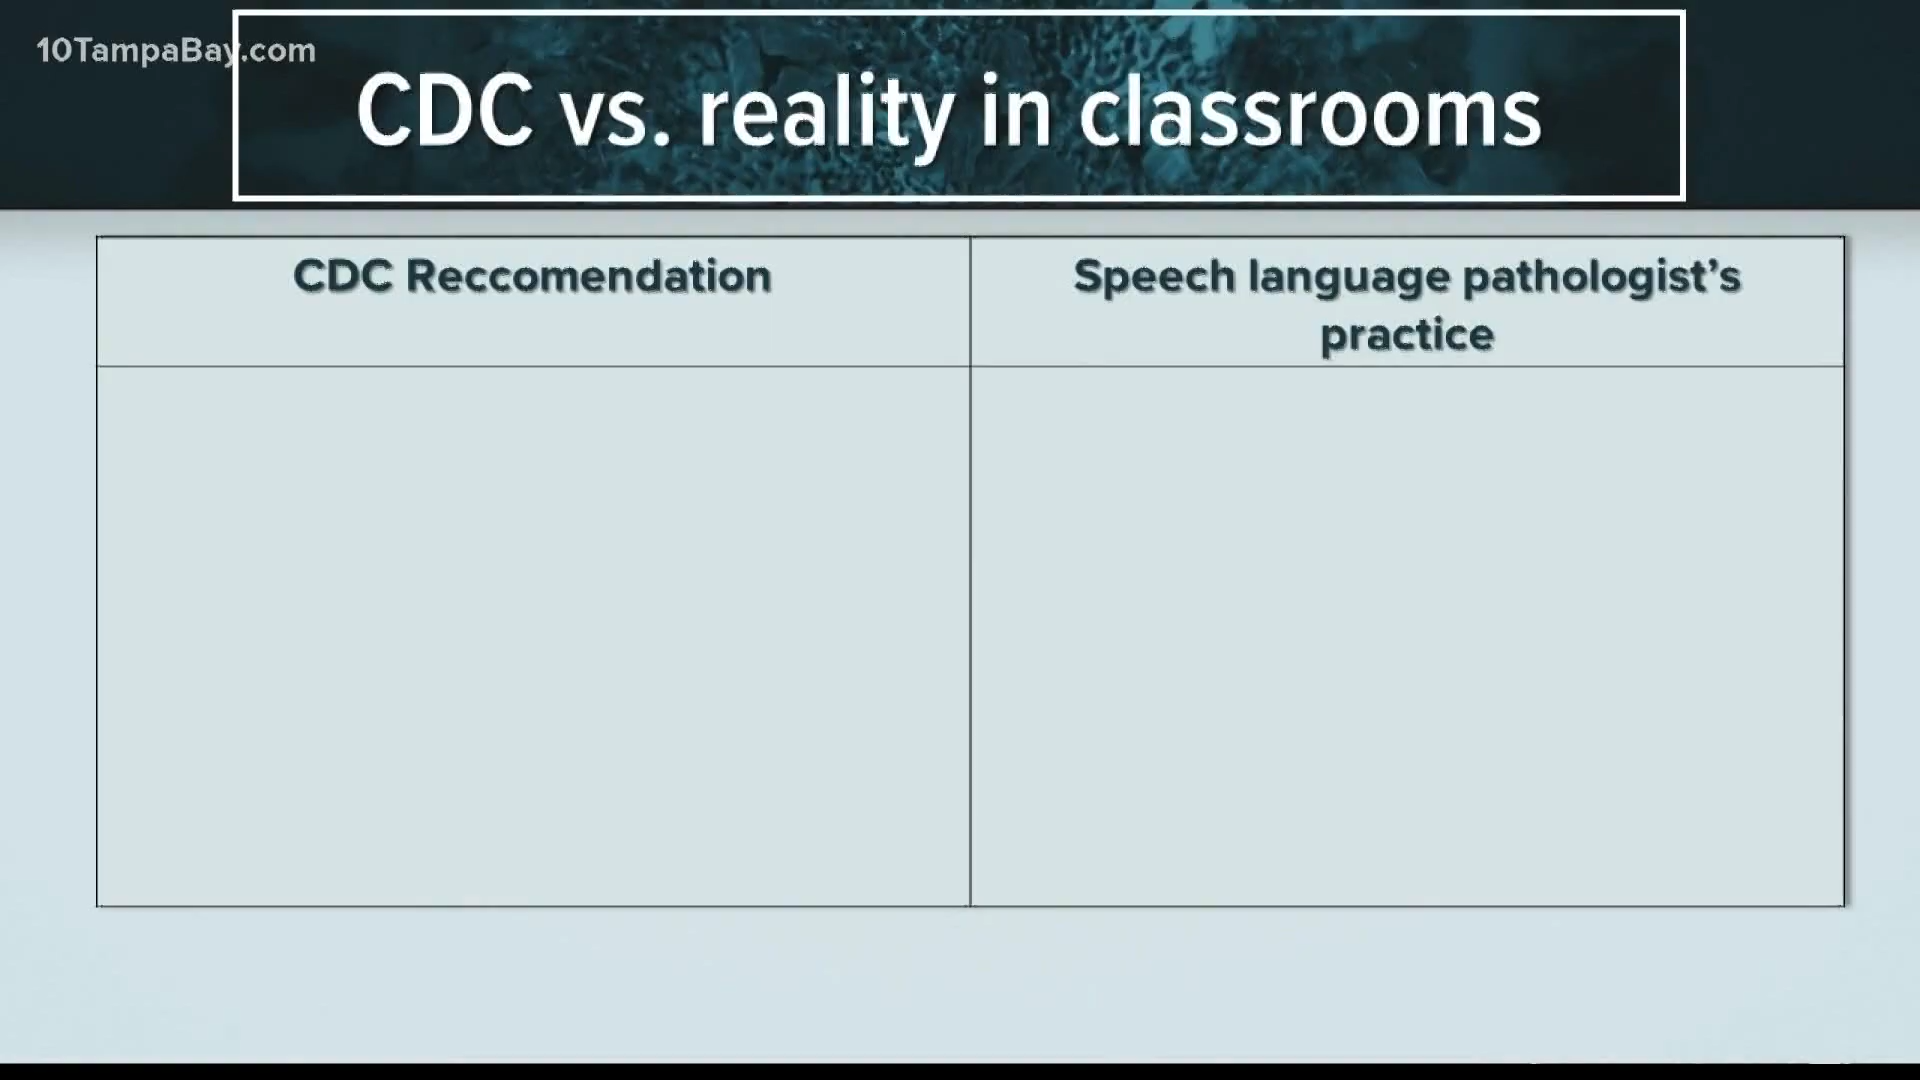 10TampaBay.com
CDC vs. reality in classrooms
CDC Reccomendation
Speech language pathologist’s
practice